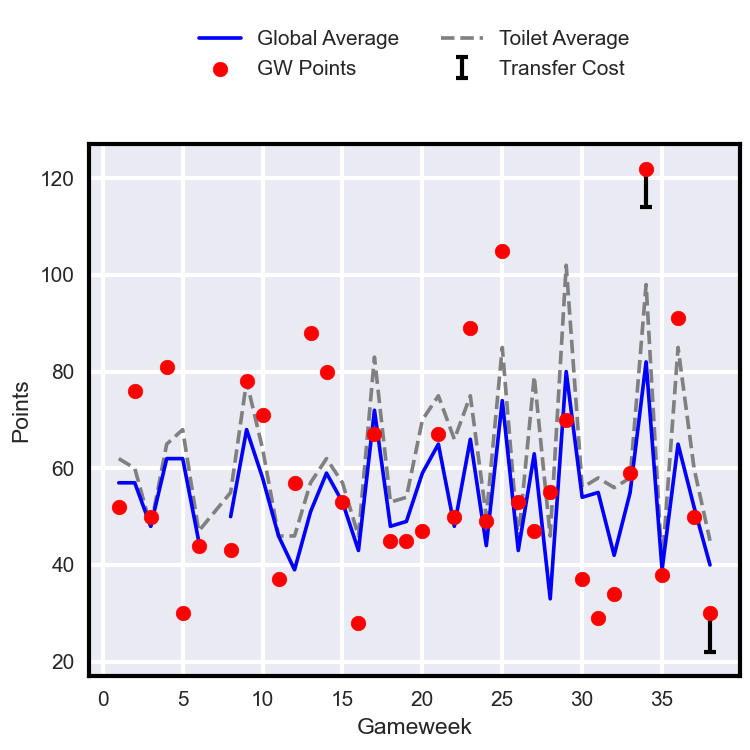 Global Average
Toilet Average
GW Points
Transfer Cost
120
100
80
60
40
20
Points
0 5 10 15 20 25 30 35
Gameweek